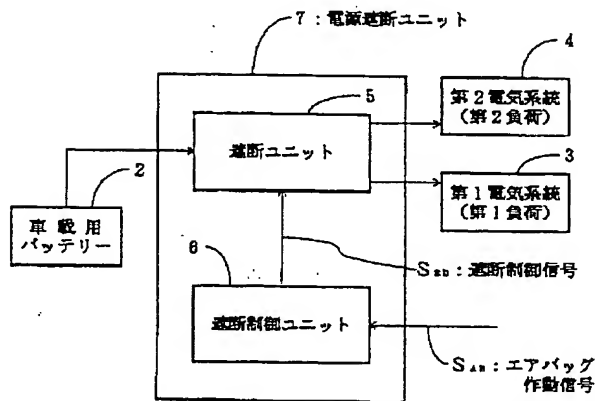 7：電源遮断ユニット
4
第2電気系統
（第2負荷）
5
遮断ユニット
3
第1電気系統
（第1負荷）
2
車載用
バッテリー
6
S：遮断制御信号
遮断制御ユニット
S：エアバッグ
作動信号